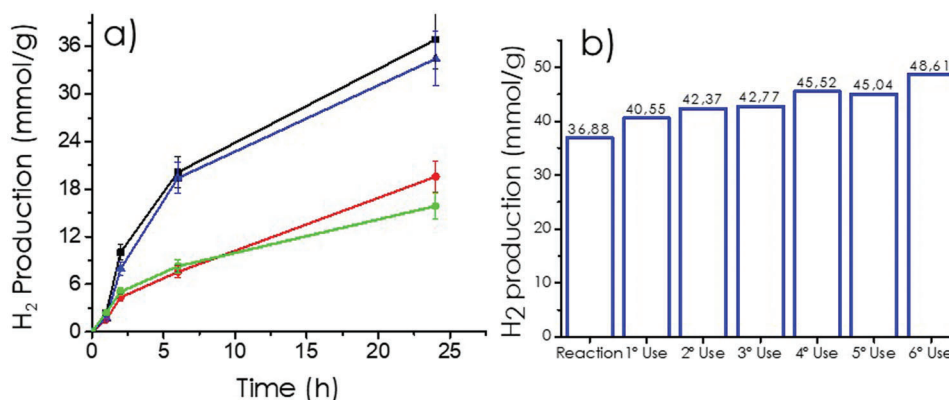 a)
H₂ Production (mmol/g)
36
30
24
18
12
6
0
0 5 10 15 20 25
Time (h)
b)
H2 production (mmol/g)
50
40
30
20
10
0
36,88 40,55 42,37 42,77 45,52 45,04 48,61
Reaction 1° Use 2° Use 3° Use 4° Use 5° Use 6° Use